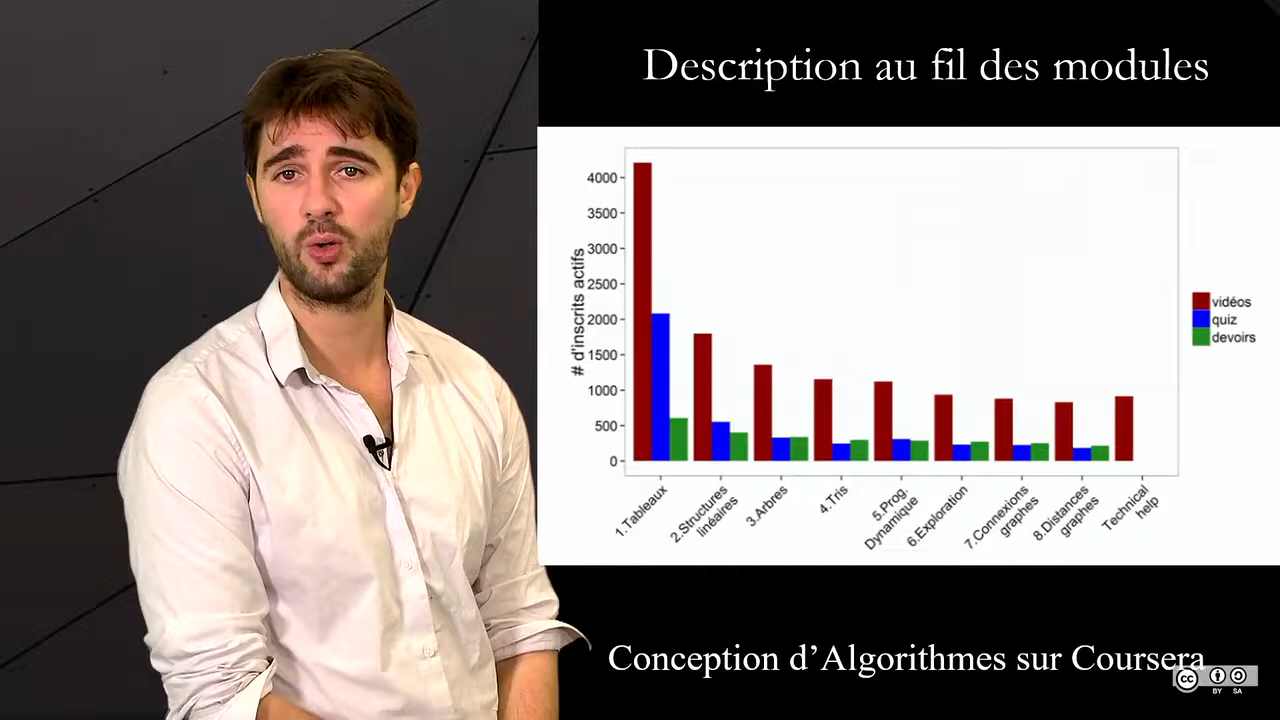 Description au fil des modules
4000
3500
3000
2500
2000
1500
1000
500
0
# d'inscrits actifs
vidéos
quiz
devoirs
1.Tableaux
2.Structures
linéaires
3.Arbres
4.Tris
5.Prog.
Dynamique
6.Exploration
7.Connexions
graphes
8.Distances
graphes
Technical
help
Conception d'Algorithmes sur Coursera
cc
BY SA